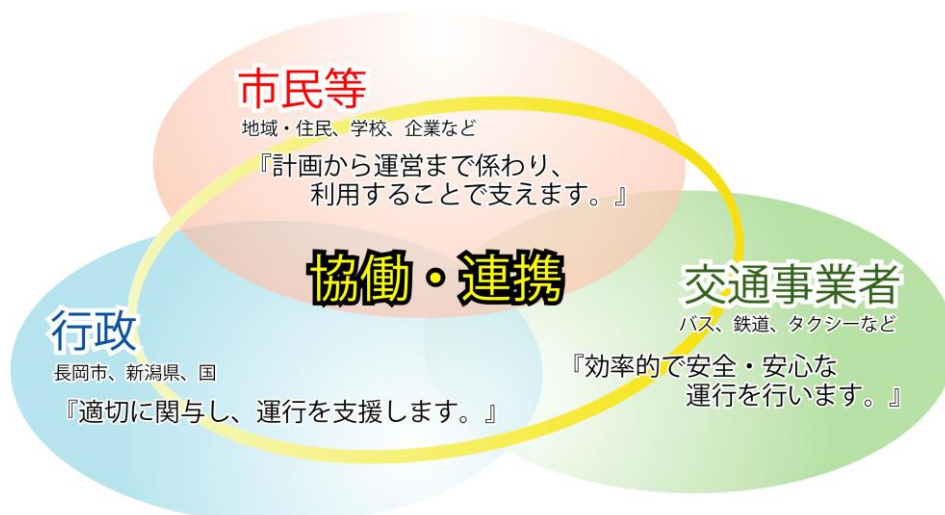 市民等
地域・住民、学校、企業など
『計画から運営まで係わり、
利用することで支えます。』
協働・連携
行政
長岡市、新潟県、国
『適切に関与し、運行を支援します。』
交通事業者
バス、鉄道、タクシーなど
『効率的で安全・安心な
運行を行います。』